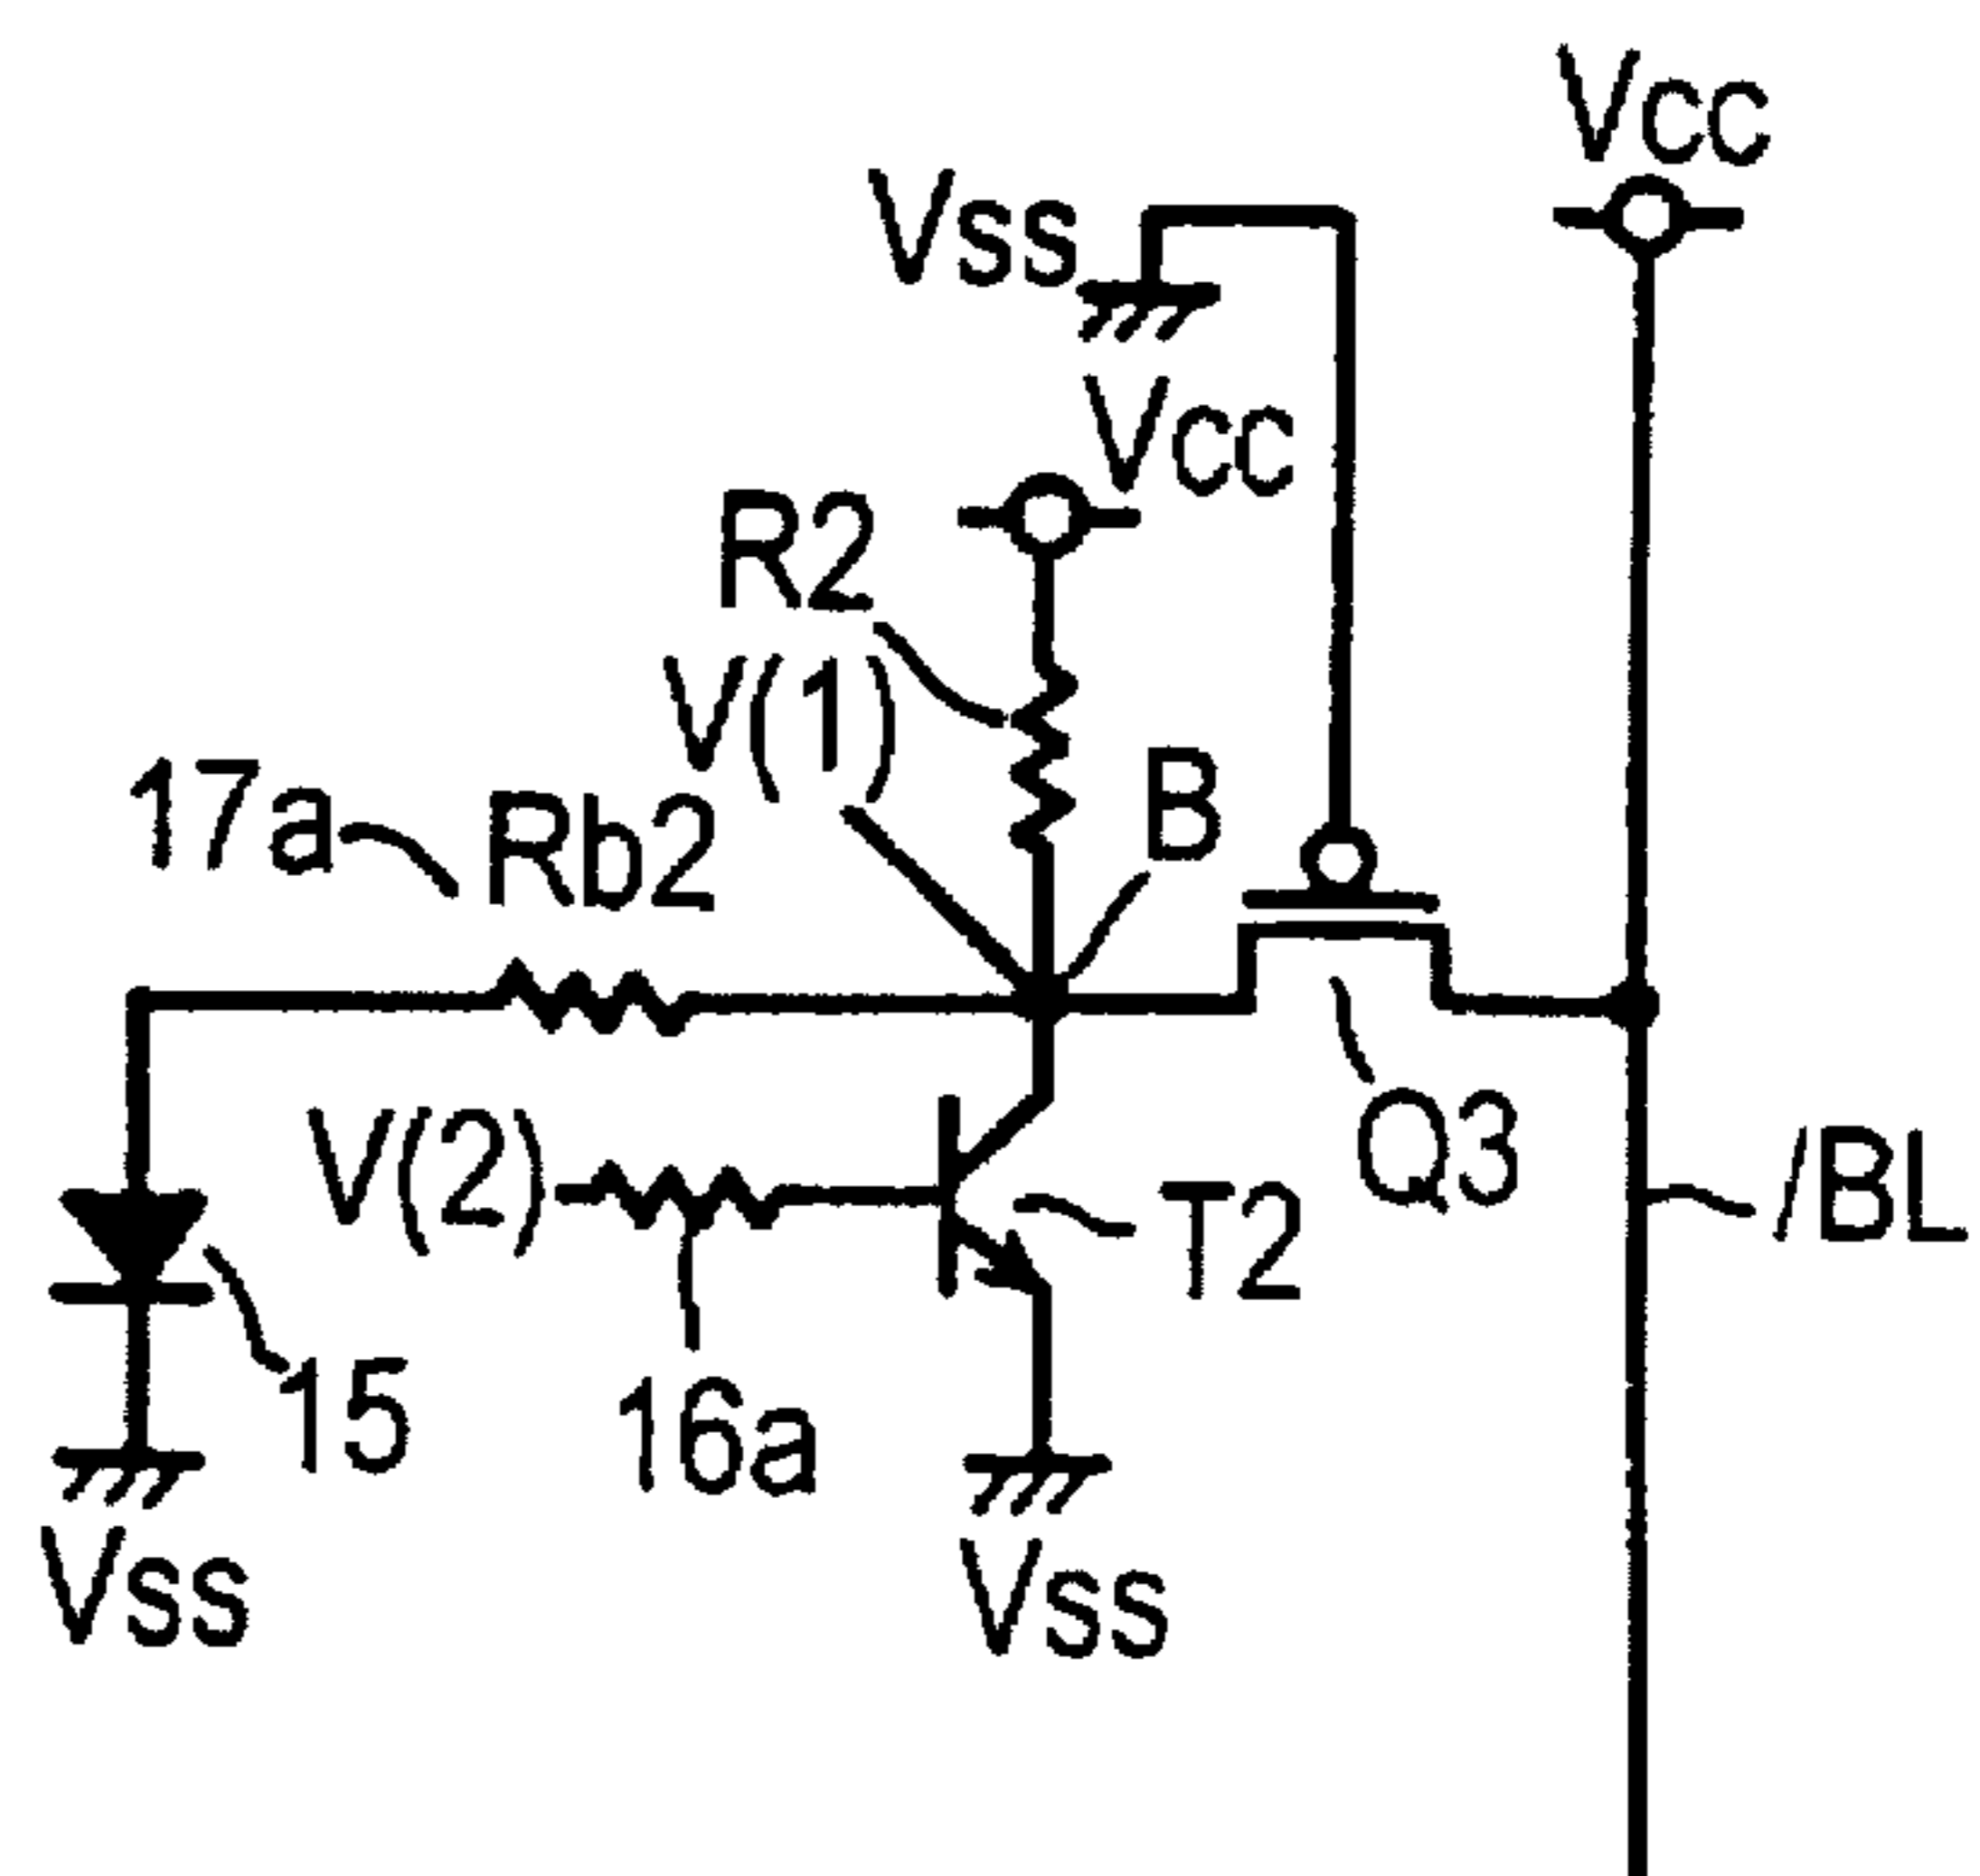 Vcc
Vss
Vcc
R2
V(1)
B
17a
Rb2
Q3
V(2)
T2
/BL
15
16a
Vss
Vss